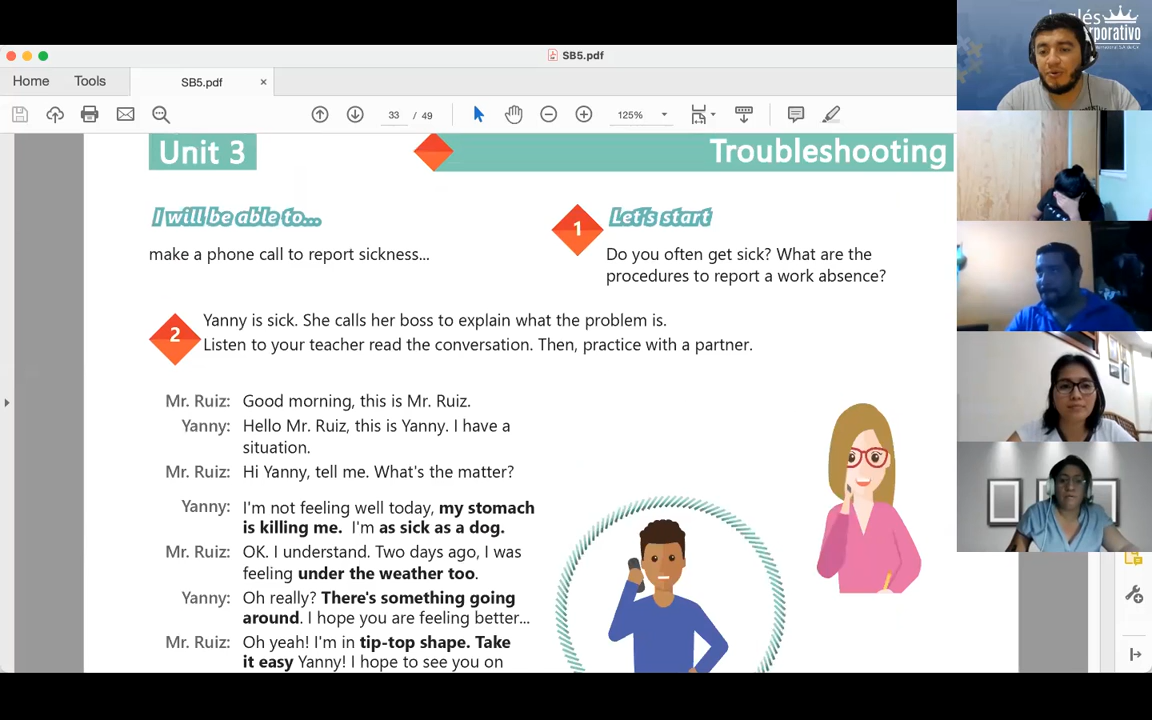 SB5.pdf
Home
Tools
SB5.pdf
×
33 / 49
125%
Unit 3
Troubleshooting
I will be able to...
make a phone call to report sickness...
1
Let's start
Do you often get sick? What are the
procedures to report a work absence?
2
Yanny is sick. She calls her boss to explain what the problem is.
Listen to your teacher read the conversation. Then, practice with a partner.
Mr. Ruiz: Good morning, this is Mr. Ruiz.
Yanny: Hello Mr. Ruiz, this is Yanny. I have a
situation.
Mr. Ruiz: Hi Yanny, tell me. What's the matter?
Yanny: I'm not feeling well today, my stomach
is killing me. I'm as sick as a dog.
Mr. Ruiz: OK. I understand. Two days ago, I was
feeling under the weather too.
Yanny: Oh really? There's something going
around. I hope you are feeling better...
Mr. Ruiz: Oh yeah! I'm in tip-top shape. Take
it easy Yanny! I hope to see you on